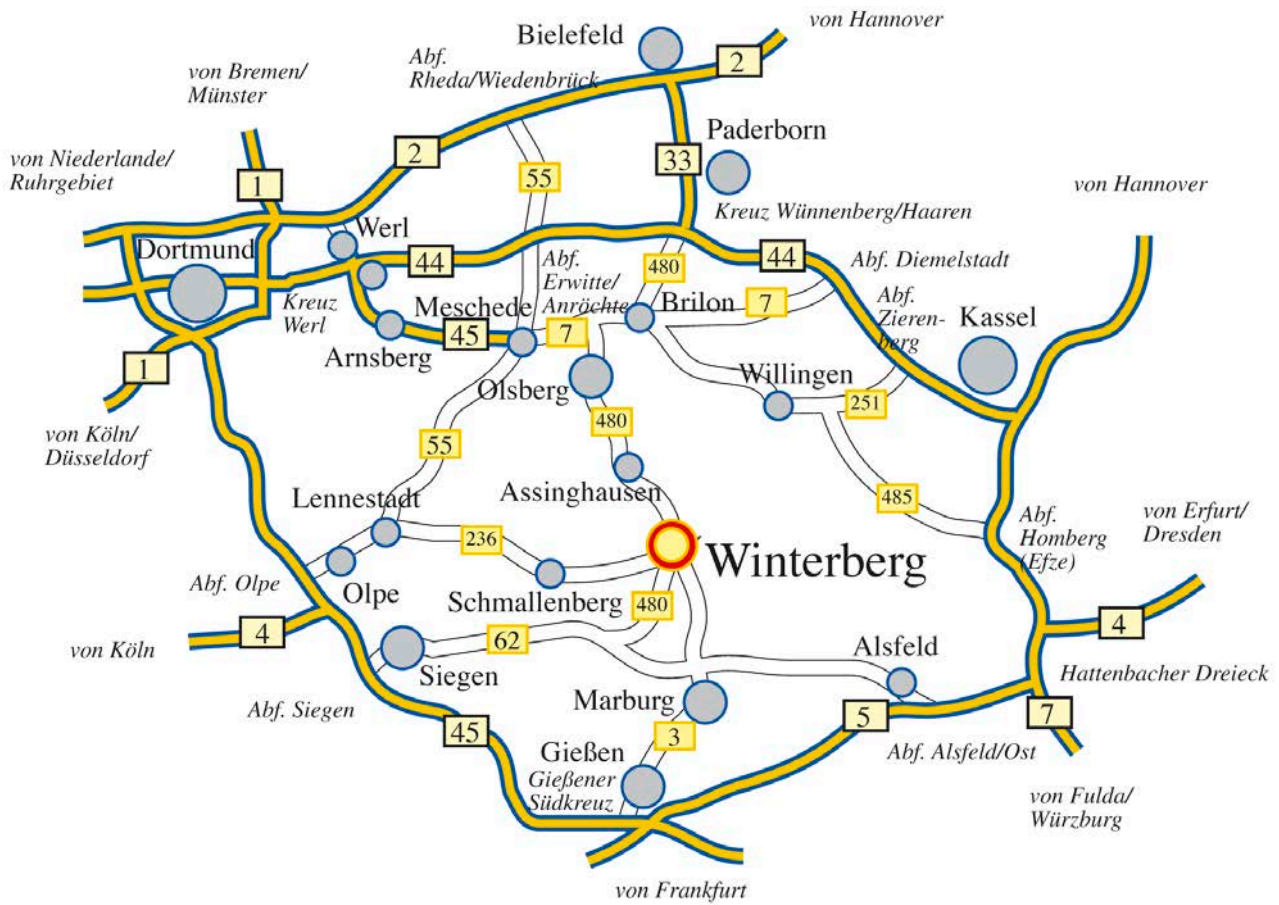 von Hannover
Bielefeld
2
Abf.
Rheda/Wiedenbrück
von Bremen/
Münster
Paderborn
2
33
von Niederlande/
Ruhrgebiet
1
55
von Hannover
Kreuz Wünnenberg/Haaren
Werl
Dortmund
44
44
Abf. Diemelstadt
480
Abf.
Erwitte/
Anröchte
Abf.
Zieren-
berg
Kreuz
Werl
Meschede
Brilon
7
Kassel
45
7
Arnsberg
1
Olsberg
Willingen
251
480
von Köln/
Düsseldorf
55
Lennestadt
Assinghausen
485
236
Abf.
Homberg
(Efze)
von Erfurt/
Dresden
Winterberg
Abf. Olpe
Olpe
Schmallenberg
480
4
4
von Köln
62
Alsfeld
Siegen
Hattenbacher Dreieck
Marburg
Abf. Siegen
5
7
45
3
Gießen
Abf. Alsfeld/Ost
Gießener
Südkreuz
von Fulda/
Würzburg
von Frankfurt